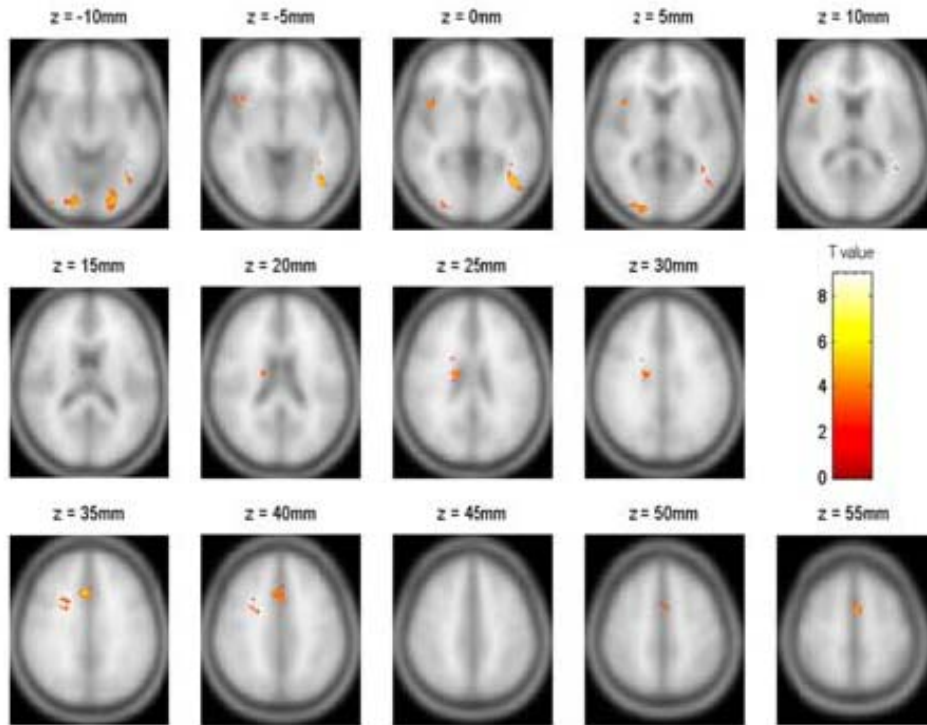 z = -10mm
z = -5mm
z = 0mm
z = 5mm
z = 10mm
z = 15mm
z = 20mm
z = 25mm
z = 30mm
T value
8
6
4
2
0
z = 35mm
z = 40mm
z = 45mm
z = 50mm
z = 55mm